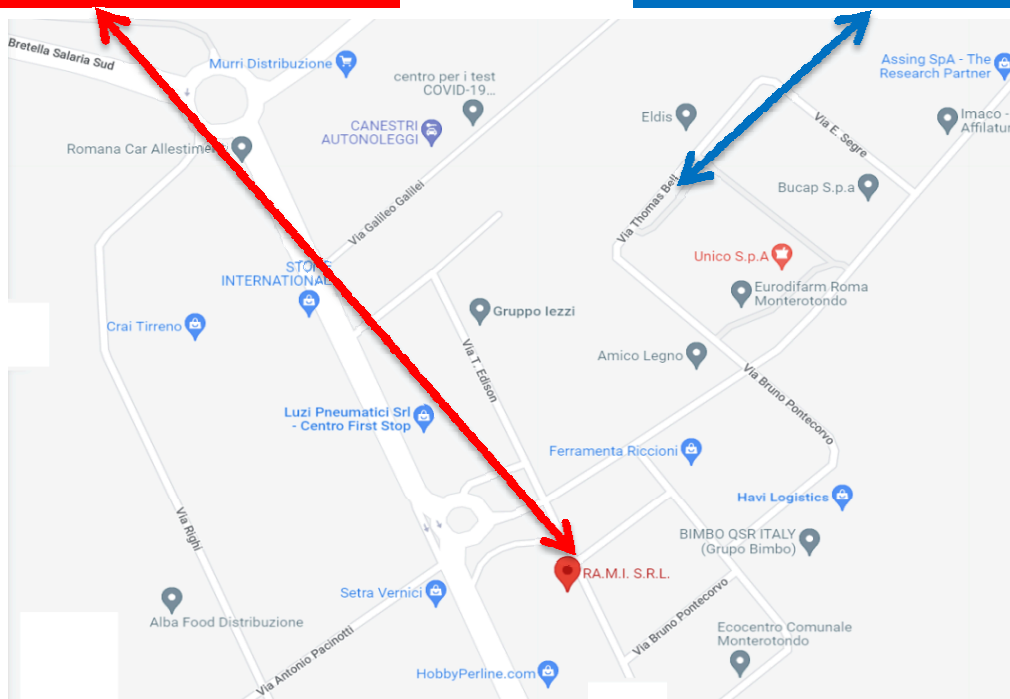 Bretella Salaria Sud
Murri Distribuzione
centro per i test
COVID-19...
Assing SpA - The
Research Partner
CANESTRI
AUTONOLEGGI
Eldis
Imaco -
Affilatur
Via E. Segre
Romana Car Allestime
Bucap S.p.a
Via Galileo Galilei
Via Thomas Bell
Unico S.p.A
STONE
INTERNATIONAL
Eurodifarm Roma
Monterotondo
Gruppo Iezzi
Crai Tirreno
Amico Legno
Via T. Edison
Via Bruno Pontecorvo
Luzi Pneumatici Srl
- Centro First Stop
Ferramenta Riccioni
Havi Logistics
Via Righi
BIMBO QSR ITALY
(Grupo Bimbo)
RA.M.I. S.R.L.
Setra Vernici
Alba Food Distribuzione
Via Bruno Pontecorvo
Ecocentro Comunale
Monterotondo
Via Antonio Pacinotti
HobbyPerline.com